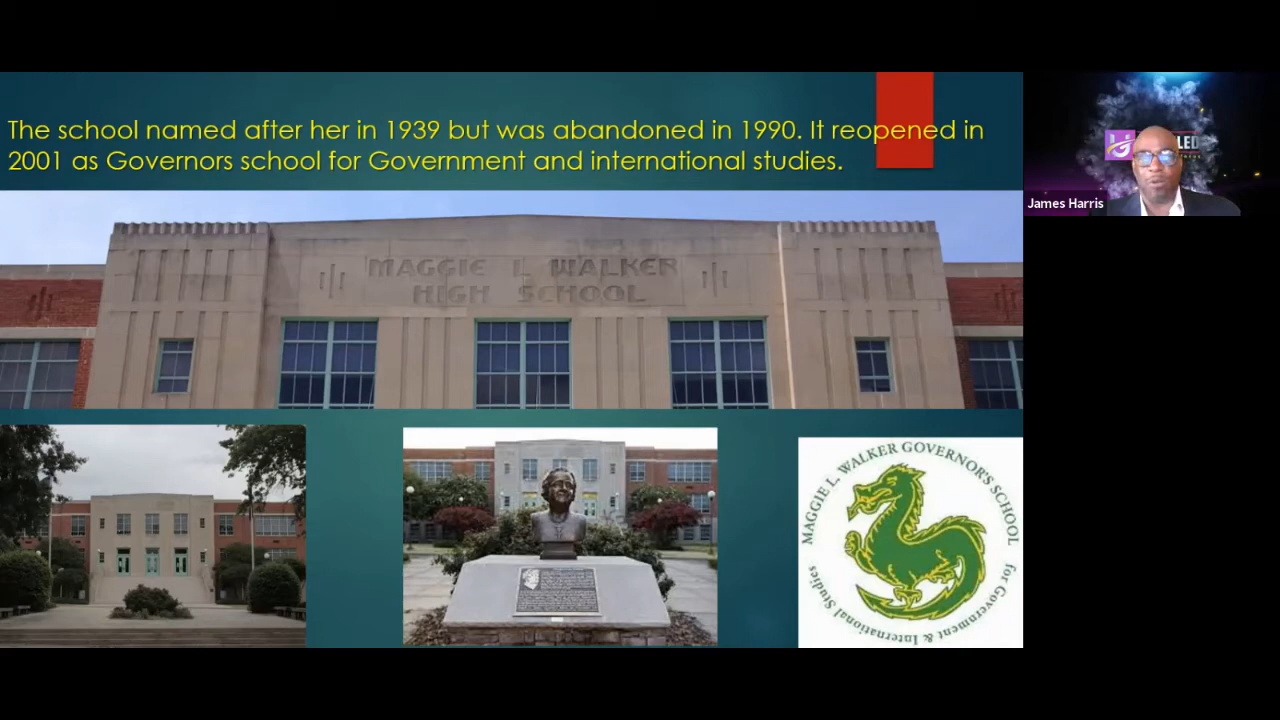 The school named after her in 1939 but was abandoned in 1990. It reopened in
2001 as Governors school for Government and international studies.
LED
James Harris
MAGGIE L WALKER
HIGH SCHOOL
MAGGIE L. WALKER GOVERNOR'S SCHOOL
for Government & International Studies